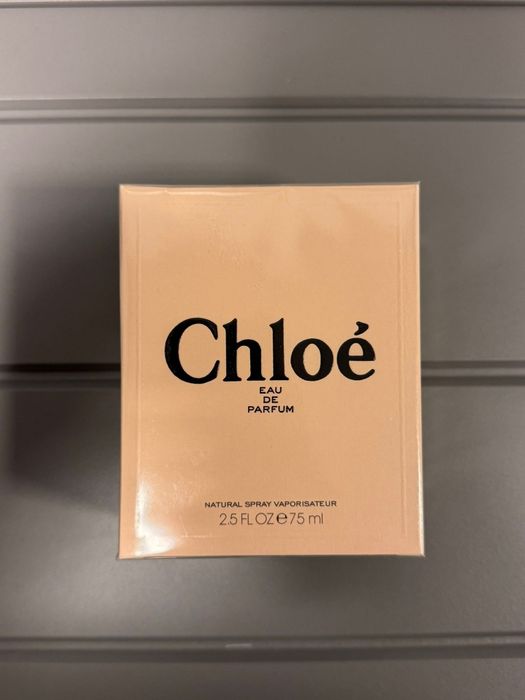 Chloé
EAU
DE
PARFUM
NATURAL SPRAY VAPORISATEUR
2.5 FL OZ ℮ 75 ml